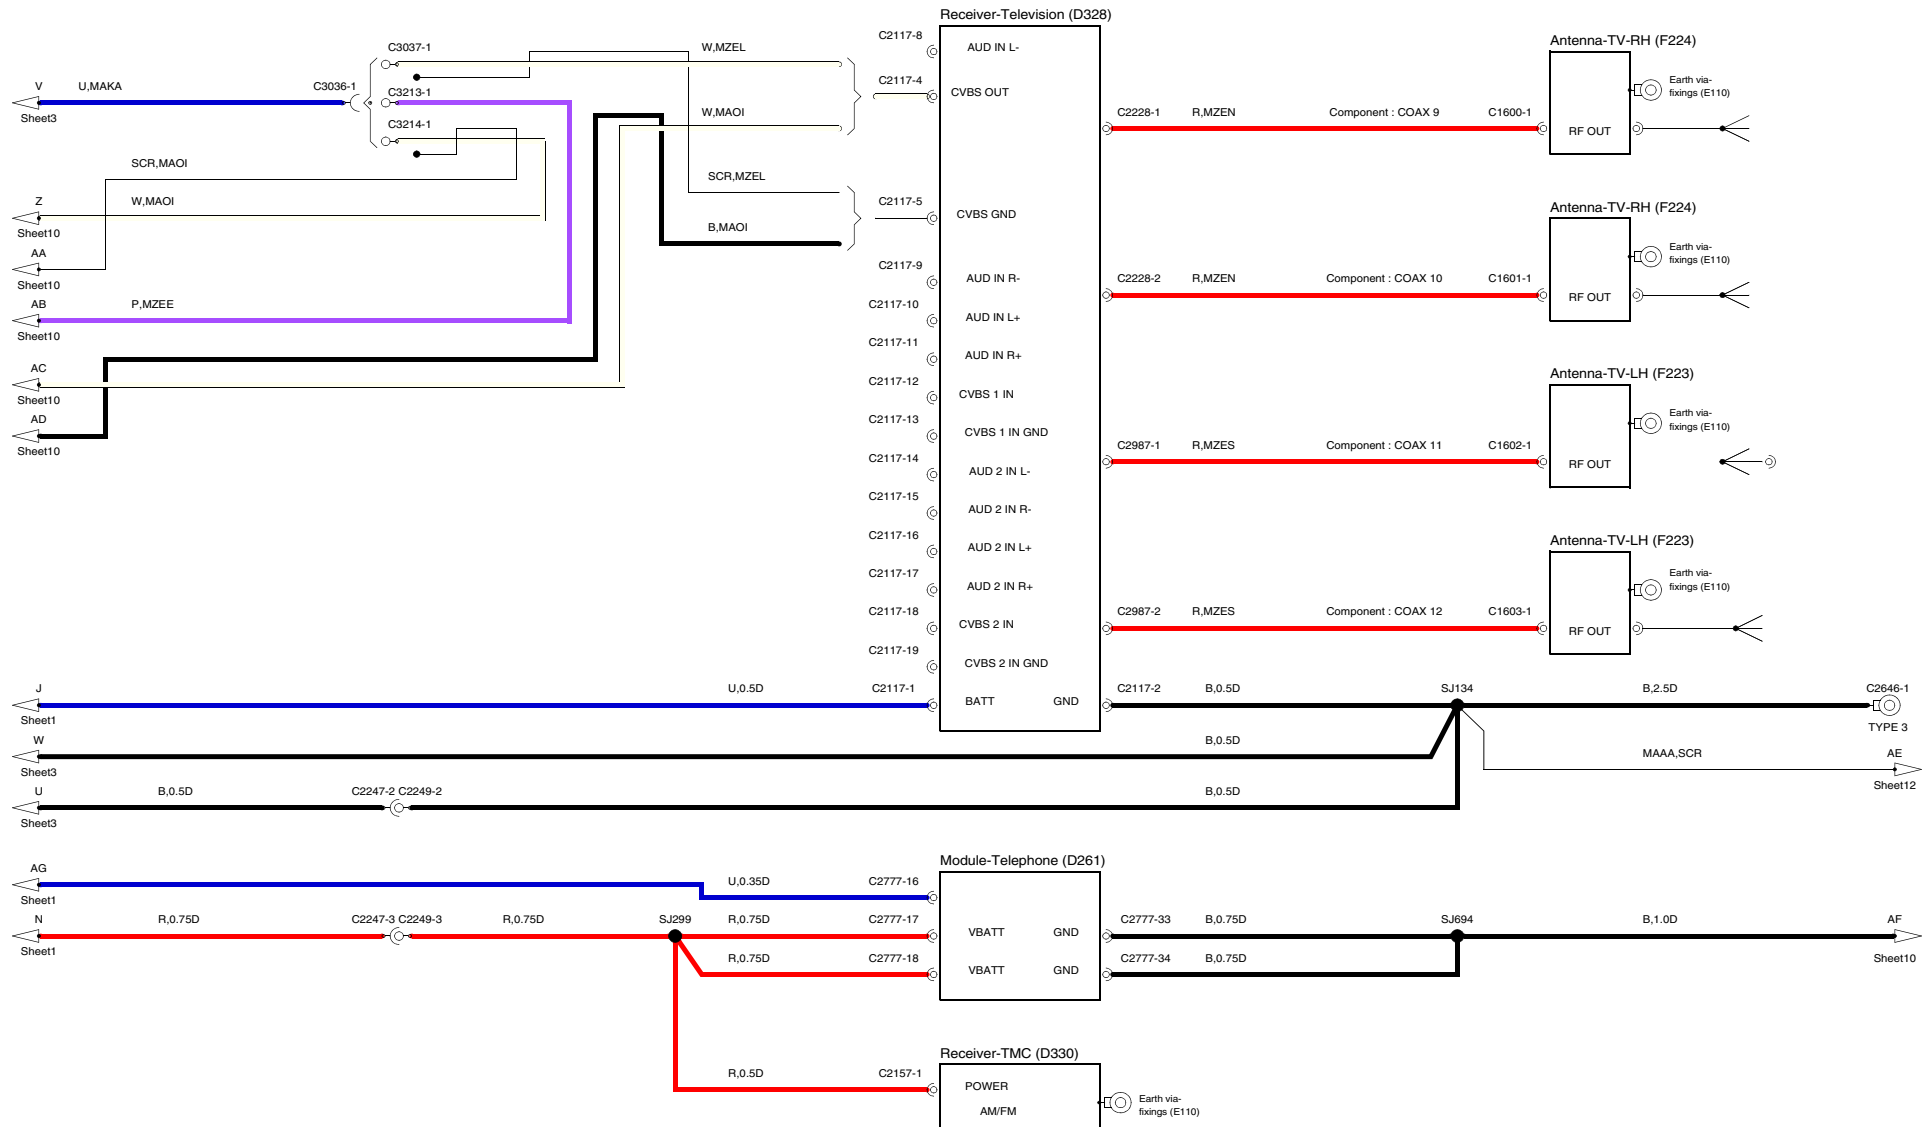 Receiver-Television (D328)
C2117-8
AUD IN L-
C3037-1
W,MZEL
Antenna-TV-RH (F224)
V
U,MAKA
C3036-1
C3213-1
C2117-4
CVBS OUT
Earth via-
fixings (E110)
Sheet3
C3214-1
W,MAOI
C2228-1
R,MZEN
Component : COAX 9
C1600-1
RF OUT
SCR,MAOI
SCR,MZEL
Z
W,MAOI
C2117-5
CVBS GND
Antenna-TV-RH (F224)
Sheet10
B,MAOI
AA
Sheet10
C2117-9
AUD IN R-
C2228-2
R,MZEN
Component : COAX 10
C1601-1
Earth via-
fixings (E110)
RF OUT
AB
P,MZEE
C2117-10
AUD IN L+
Sheet10
C2117-11
AUD IN R+
AC
C2117-12
CVBS 1 IN
Antenna-TV-LH (F223)
Sheet10
AD
C2117-13
CVBS 1 IN GND
Earth via-
fixings (E110)
Sheet10
C2117-14
AUD 2 IN L-
C2987-1
R,MZES
Component : COAX 11
C1602-1
RF OUT
C2117-15
AUD 2 IN R-
C2117-16
AUD 2 IN L+
Antenna-TV-LH (F223)
C2117-17
AUD 2 IN R+
Earth via-
fixings (E110)
C2117-18
CVBS 2 IN
C2987-2
R,MZES
Component : COAX 12
C1603-1
RF OUT
C2117-19
CVBS 2 IN GND
J
U,0.5D
C2117-1
BATT
GND
C2117-2
B,0.5D
SJ134
B,2.5D
C2646-1
Sheet1
TYPE 3
W
B,0.5D
MAAA,SCR
AE
Sheet3
Sheet12
U
B,0.5D
C2247-2 C2249-2
B,0.5D
Sheet3
Module-Telephone (D261)
AG
U,0.35D
C2777-16
Sheet1
N
R,0.75D
C2247-3 C2249-3
R,0.75D
SJ299
R,0.75D
C2777-17
VBATT
GND
C2777-33
B,0.75D
SJ694
B,1.0D
AF
Sheet1
R,0.75D
C2777-18
VBATT
GND
C2777-34
B,0.75D
Sheet10
Receiver-TMC (D330)
R,0.5D
C2157-1
POWER
AM/FM
Earth via-
fixings (E110)